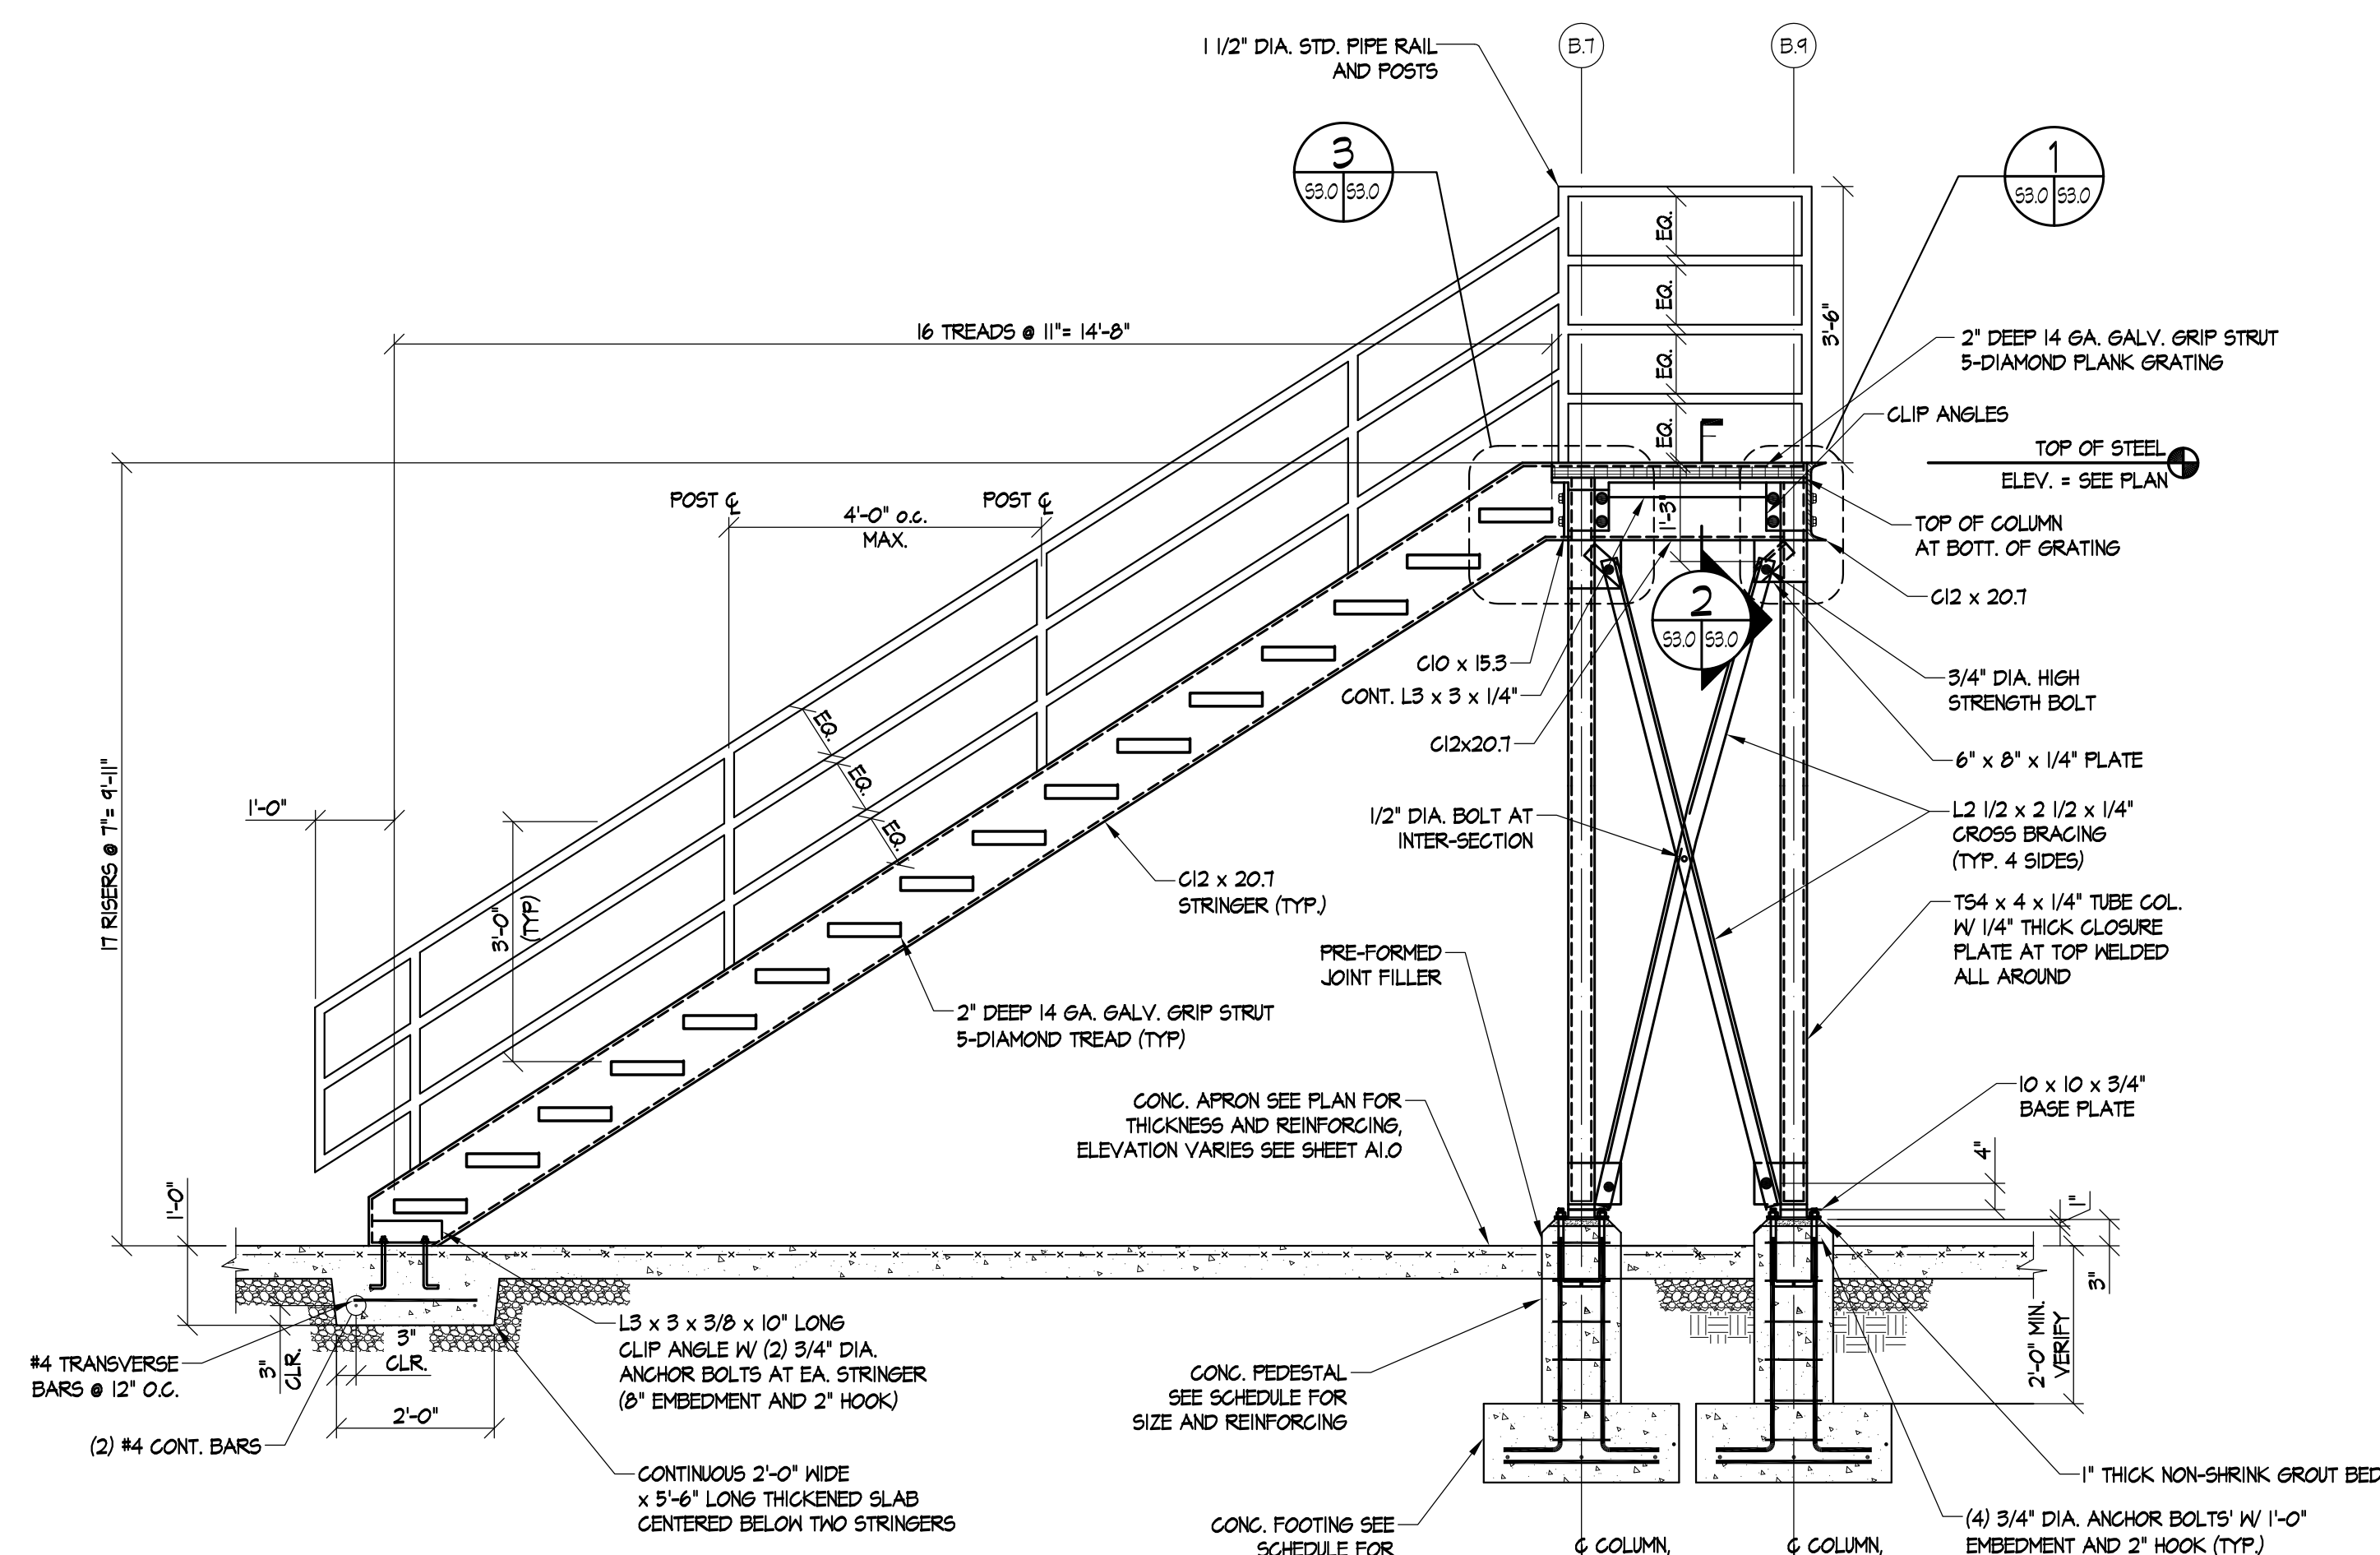 1 1/2" DIA. STD. PIPE RAIL
AND POSTS
B.7
B.9
3
S3.0
S3.0
1
S3.0
S3.0
EQ.
EQ.
EQ.
EQ.
3'-6"
16 TREADS @ 11"= 14'-8"
2" DEEP 14 GA. GALV. GRIP STRUT
5-DIAMOND PLANK GRATING
CLIP ANGLES
TOP OF STEEL
ELEV. = SEE PLAN
POST ℄
POST ℄
4'-0" o.c.
MAX.
1'-3"
TOP OF COLUMN
AT BOTT. OF GRATING
C12 x 20.7
2
S3.0
S3.0
C10 x 15.3
CONT. L3 x 3 x 1/4"
C12x20.7
3/4" DIA. HIGH
STRENGTH BOLT
6" x 8" x 1/4" PLATE
EQ.
EQ.
EQ.
17 RISERS @ 7"= 9'-11"
1'-0"
3'-0"
(TYP)
1/2" DIA. BOLT AT
INTER-SECTION
L2 1/2 x 2 1/2 x 1/4"
CROSS BRACING
(TYP. 4 SIDES)
C12 x 20.7
STRINGER (TYP.)
TS4 x 4 x 1/4" TUBE COL.
W/ 1/4" THICK CLOSURE
PLATE AT TOP WELDED
ALL AROUND
PRE-FORMED
JOINT FILLER
2" DEEP 14 GA. GALV. GRIP STRUT
5-DIAMOND TREAD (TYP)
CONC. APRON SEE PLAN FOR
THICKNESS AND REINFORCING,
ELEVATION VARIES SEE SHEET A1.0
10 x 10 x 3/4"
BASE PLATE
4"
1"
3"
1'-0"
2'-0" MIN.
VERIFY
#4 TRANSVERSE
BARS @ 12" O.C.
3"
CLR.
3"
CLR.
2'-0"
(2) #4 CONT. BARS
L3 x 3 x 3/8 x 10" LONG
CLIP ANGLE W/ (2) 3/4" DIA.
ANCHOR BOLTS AT EA. STRINGER
(8" EMBEDMENT AND 2" HOOK)
CONC. PEDESTAL
SEE SCHEDULE FOR
SIZE AND REINFORCING
CONTINUOUS 2'-0" WIDE
x 5'-6" LONG THICKENED SLAB
CENTERED BELOW TWO STRINGERS
1" THICK NON-SHRINK GROUT BED
CONC. FOOTING SEE
SCHEDULE FOR
℄ COLUMN,
℄ COLUMN,
(4) 3/4" DIA. ANCHOR BOLTS' W/ 1'-0"
EMBEDMENT AND 2" HOOK (TYP.)